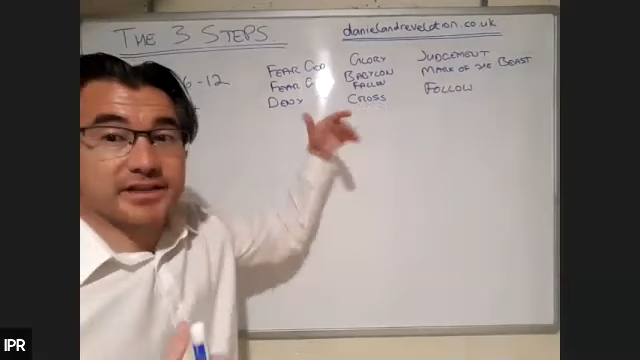 THE 3 STEPS
danielandrevelation.co.uk
6-12
FEAR GOD GLORY JUDGEMENT
FEAR G BABYLON FALLEN MARK OF THE BEAST
DENY CROSS FOLLOW
IPR